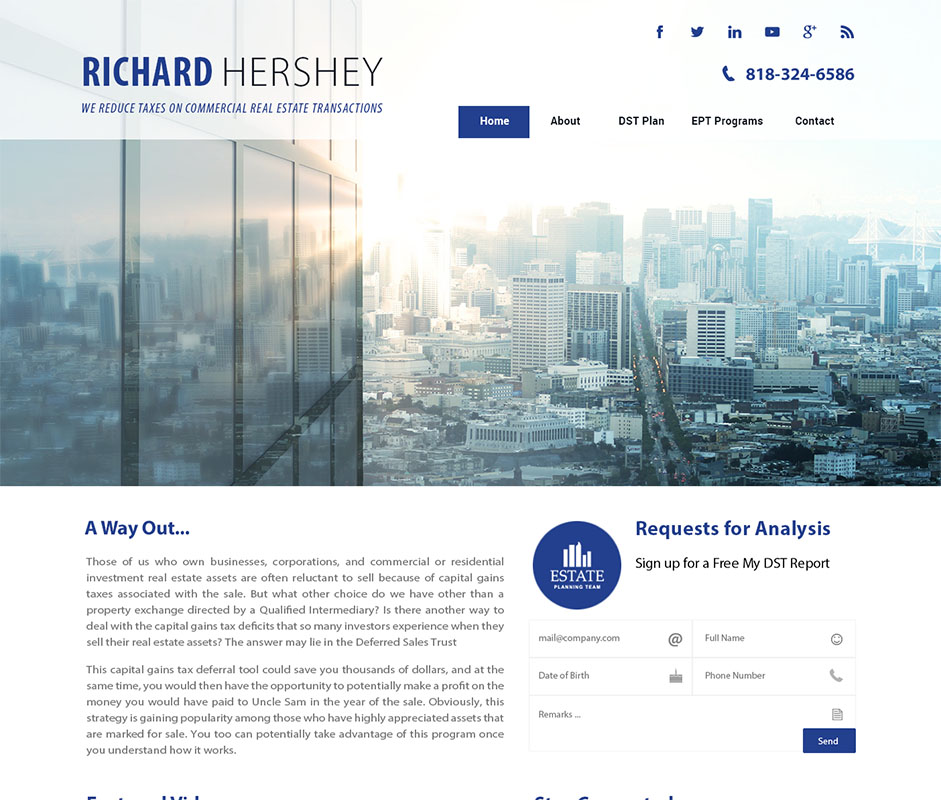 RICHARD HERSHEY
WE REDUCE TAXES ON COMMERCIAL REAL ESTATE TRANSACTIONS
818-324-6586
Home About DST Plan EPT Programs Contact
A Way Out...
Those of us who own businesses, corporations, and commercial or residential
investment real estate assets are often reluctant to sell because of capital gains
taxes associated with the sale. But what other choice do we have other than a
property exchange directed by a Qualified Intermediary? Is there another way to
deal with the capital gains tax deficits that so many investors experience when they
sell their real estate assets? The answer may lie in the Deferred Sales Trust
This capital gains tax deferral tool could save you thousands of dollars, and at the
same time, you would then have the opportunity to potentially make a profit on the
money you would have paid to Uncle Sam in the year of the sale. Obviously, this
strategy is gaining popularity among those who have highly appreciated assets that
are marked for sale. You too can potentially take advantage of this program once
you understand how it works.
ESTATE
PLANNING TEAM
Requests for Analysis
Sign up for a Free My DST Report
mail@company.com
Full Name
Date of Birth
Phone Number
Remarks ...
Send